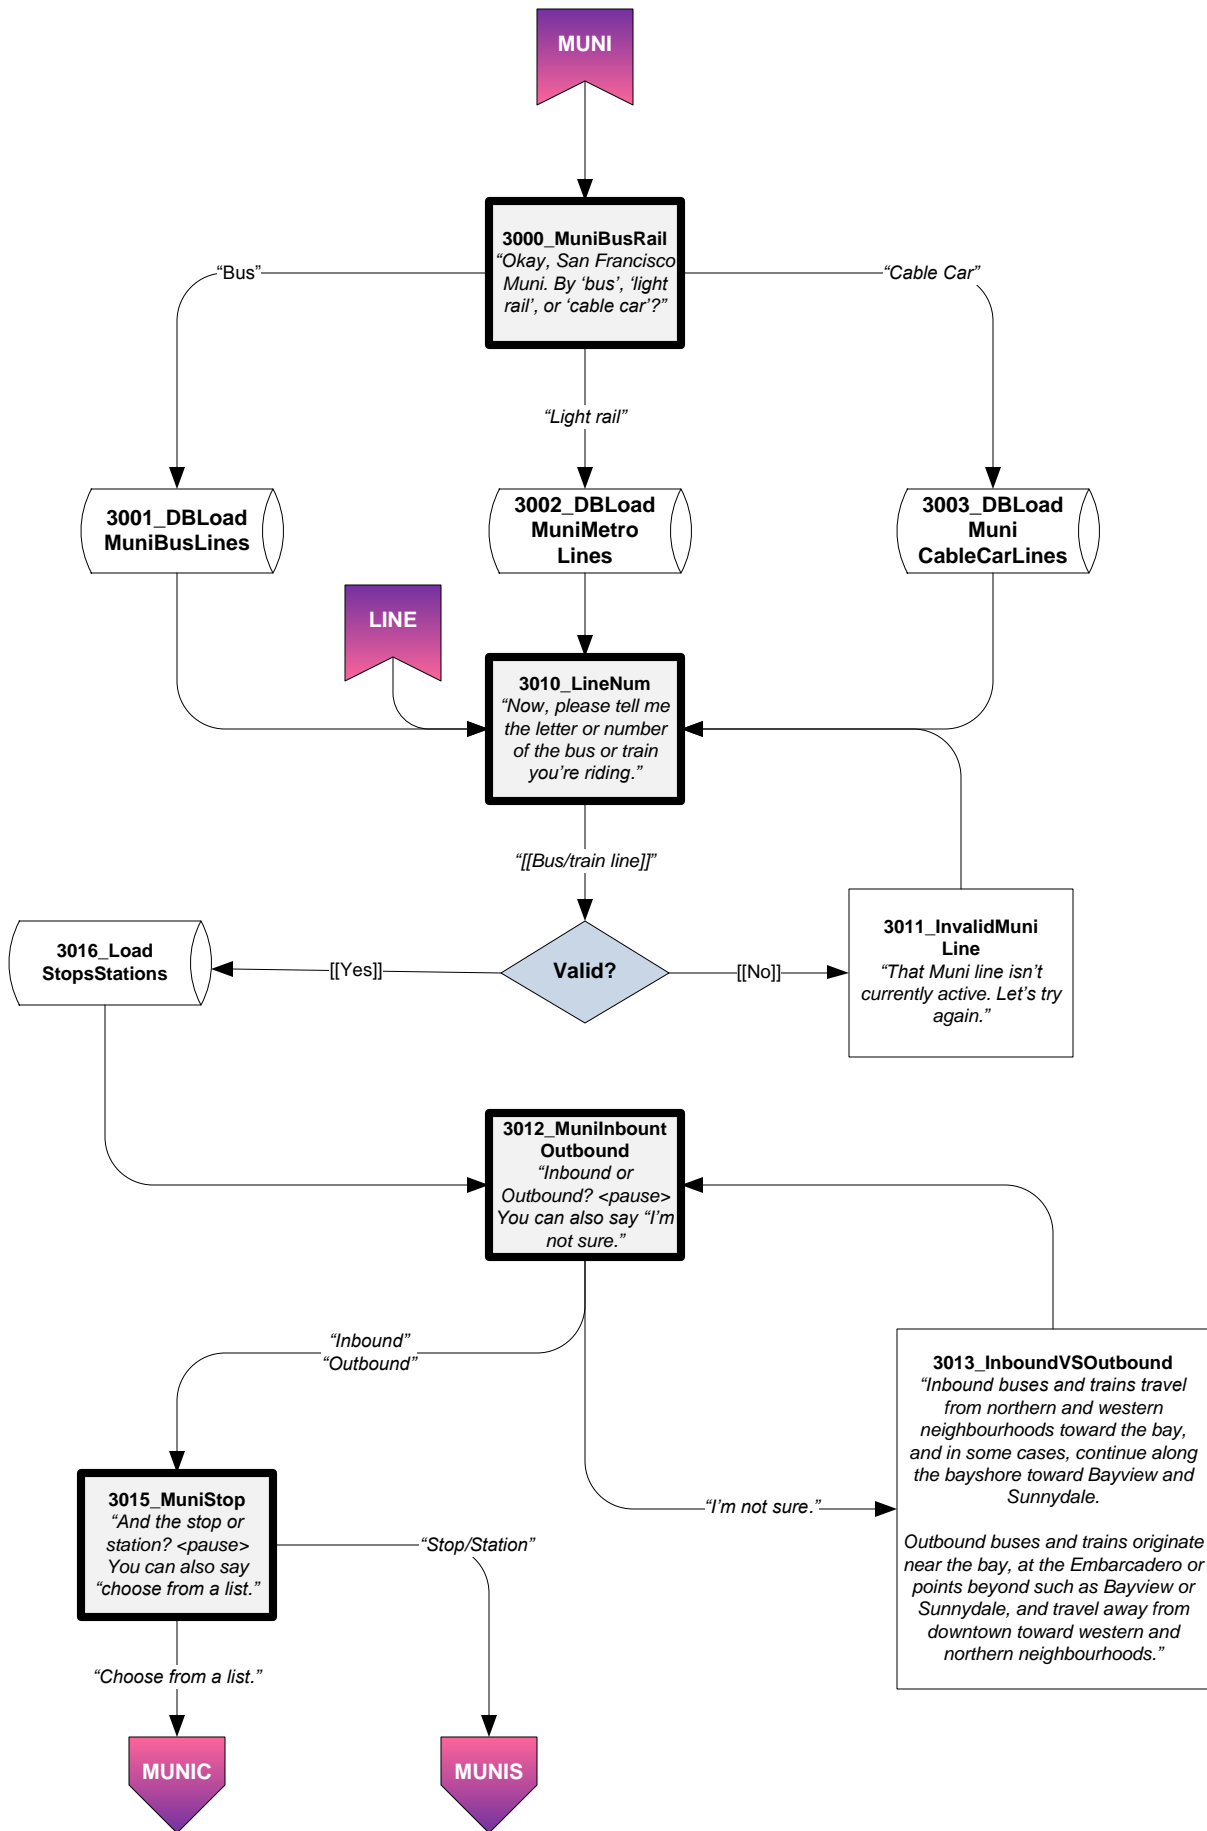 MUNI
3000_MuniBusRail
“Okay, San Francisco
Muni. By ‘bus’, ‘light
rail’, or ‘cable car’?”
“Bus”
“Cable Car”
“Light rail”
3001_DBLoad
MuniBusLines
3002_DBLoad
MuniMetro
Lines
3003_DBLoad
Muni
CableCarLines
LINE
3010_LineNum
“Now, please tell me
the letter or number
of the bus or train
you’re riding.”
“[[Bus/train line]]”
3016_Load
StopsStations
[[Yes]]
Valid?
[[No]]
3011_InvalidMuni
Line
“That Muni line isn’t
currently active. Let’s try
again.”
3012_MuniInbount
Outbound
“Inbound or
Outbound? <pause>
You can also say “I’m
not sure.”
“Inbound”
“Outbound”
3013_InboundVSOutbound
“Inbound buses and trains travel
from northern and western
neighbourhoods toward the bay,
and in some cases, continue along
the bayshore toward Bayview and
Sunnydale.
Outbound buses and trains originate
near the bay, at the Embarcadero or
points beyond such as Bayview or
Sunnydale, and travel away from
downtown toward western and
northern neighbourhoods.”
“I’m not sure.”
3015_MuniStop
“And the stop or
station? <pause>
You can also say
“choose from a list.”
“Stop/Station”
“Choose from a list.”
MUNIC
MUNIS